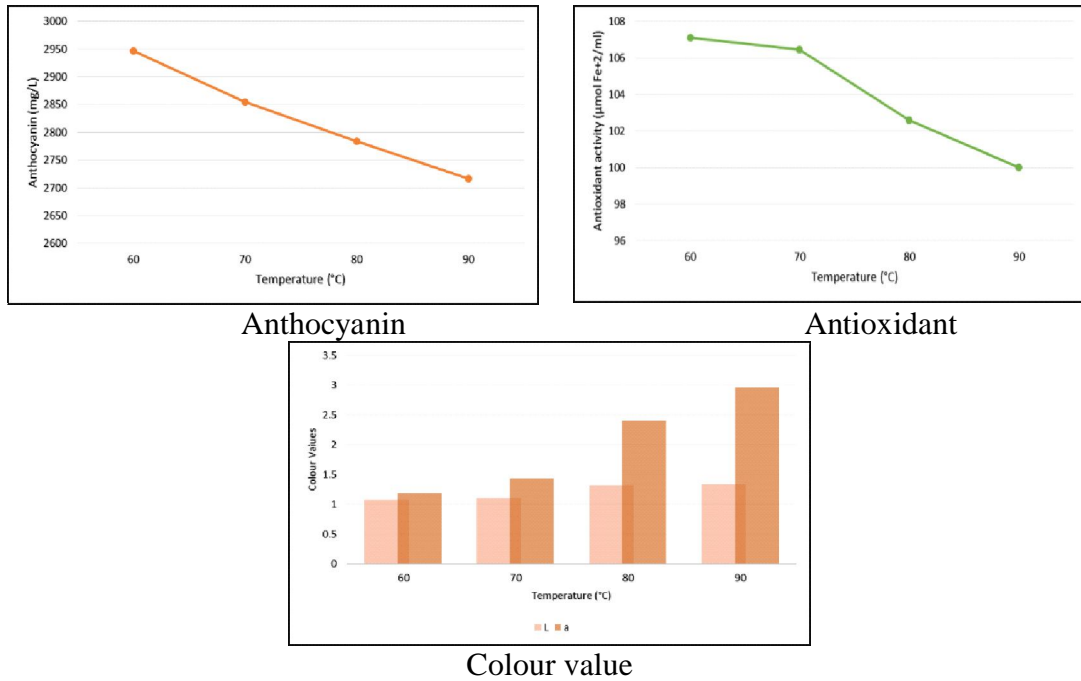 3000
2950
2900
2850
2800
2750
2700
2650
2600
Anthocyanin (mg/L)
60 70 80 90
Temperature (°C)
Anthocyanin
108
106
104
102
100
98
96
Antioxidant activity (µmol Fe+2/ml)
60 70 80 90
Temperature (°C)
Antioxidant
3.5
3
2.5
2
1.5
1
0.5
0
Colour Values
60 70 80 90
Temperature (°C)
L a
Colour value